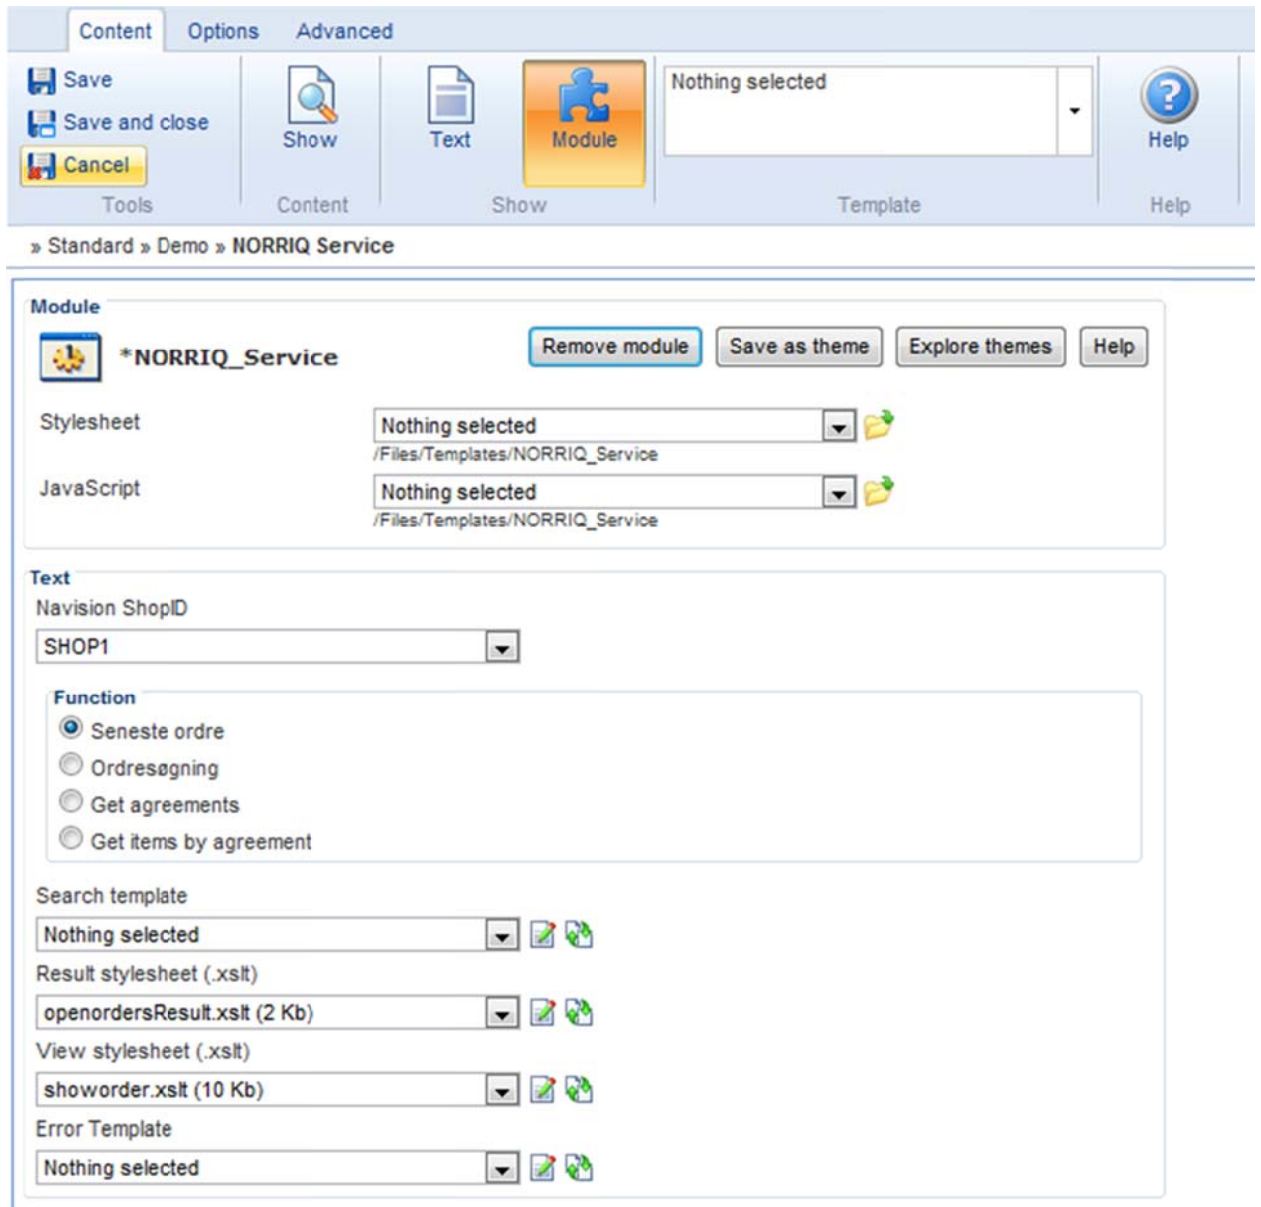 Content Options Advanced
Save
Save and close
Cancel
Tools
Show
Content
Text
Module
Show
Nothing selected
Template
Help
Help
» Standard » Demo » NORRIQ Service
Module
*NORRIQ_Service
Remove module Save as theme Explore themes Help
Stylesheet
Nothing selected
/Files/Templates/NORRIQ_Service
JavaScript
Nothing selected
/Files/Templates/NORRIQ_Service
Text
Navision ShopID
SHOP1
Function
Seneste ordre
Ordresøgning
Get agreements
Get items by agreement
Search template
Nothing selected
Result stylesheet (.xslt)
openordersResult.xslt (2 Kb)
View stylesheet (.xslt)
showorder.xslt (10 Kb)
Error Template
Nothing selected